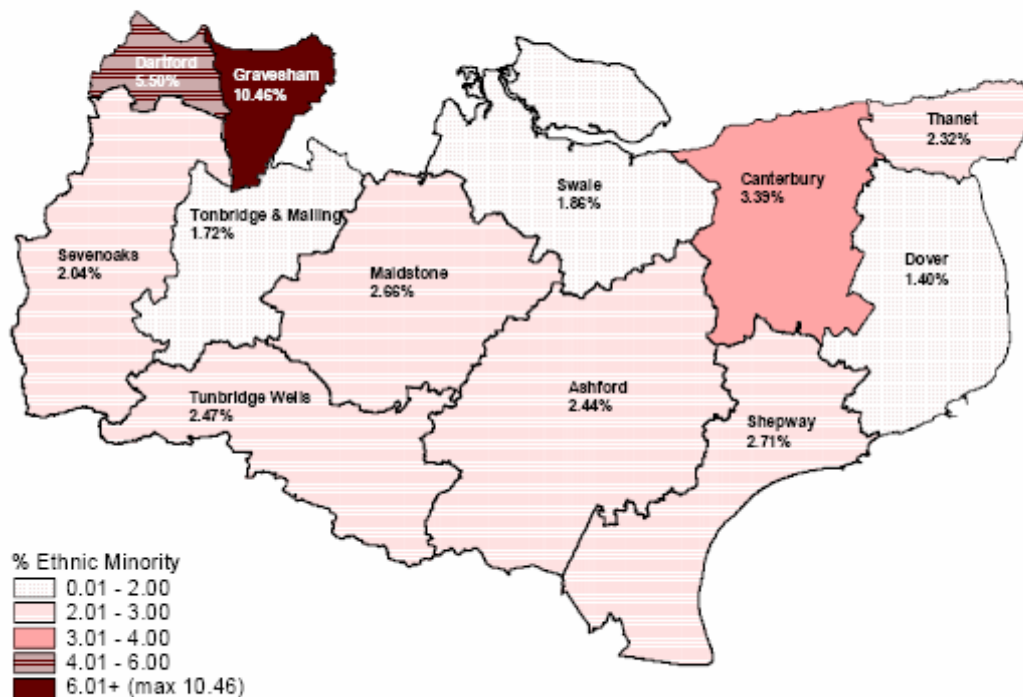 Dartford
5.50%
Gravesham
10.46%
Thanet
2.32%
Canterbury
3.39%
Swale
1.86%
Tonbridge & Malling
1.72%
Sevenoaks
2.04%
Maidstone
2.66%
Dover
1.40%
Tunbridge Wells
2.47%
Ashford
2.44%
Shepway
2.71%
% Ethnic Minority
0.01 - 2.00
2.01 - 3.00
3.01 - 4.00
4.01 - 6.00
6.01+ (max 10.46)